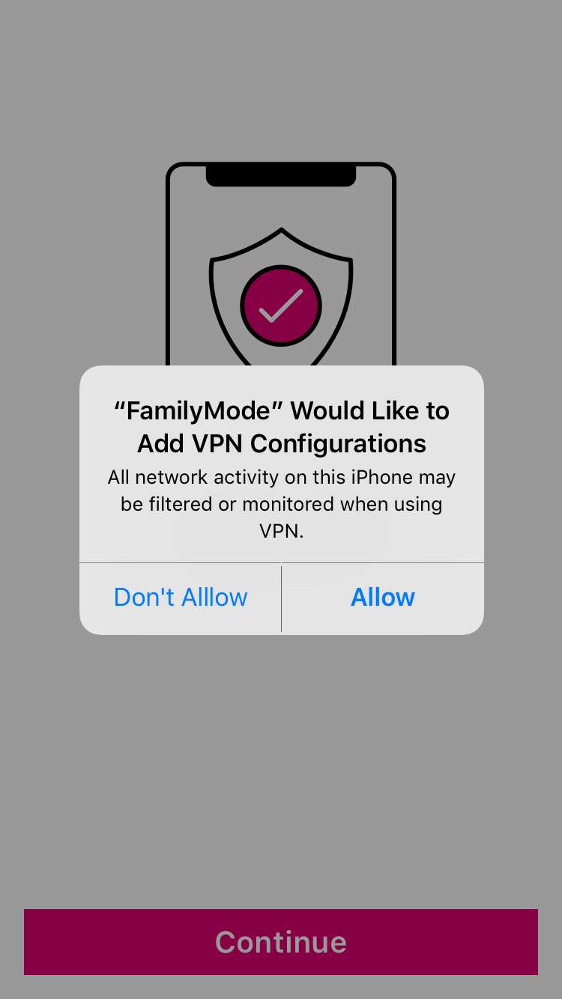 “FamilyMode” Would Like to
Add VPN Configurations
All network activity on this iPhone may
be filtered or monitored when using
VPN.
Don't Alllow
Allow
Continue